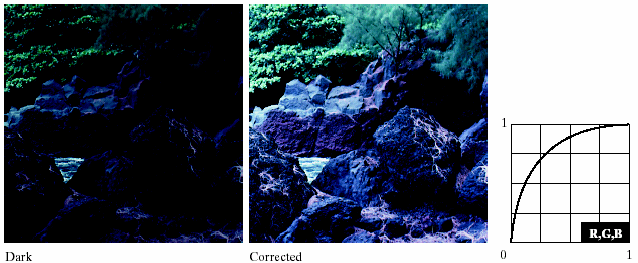 Dark
Corrected
1
R,G,B
0
1